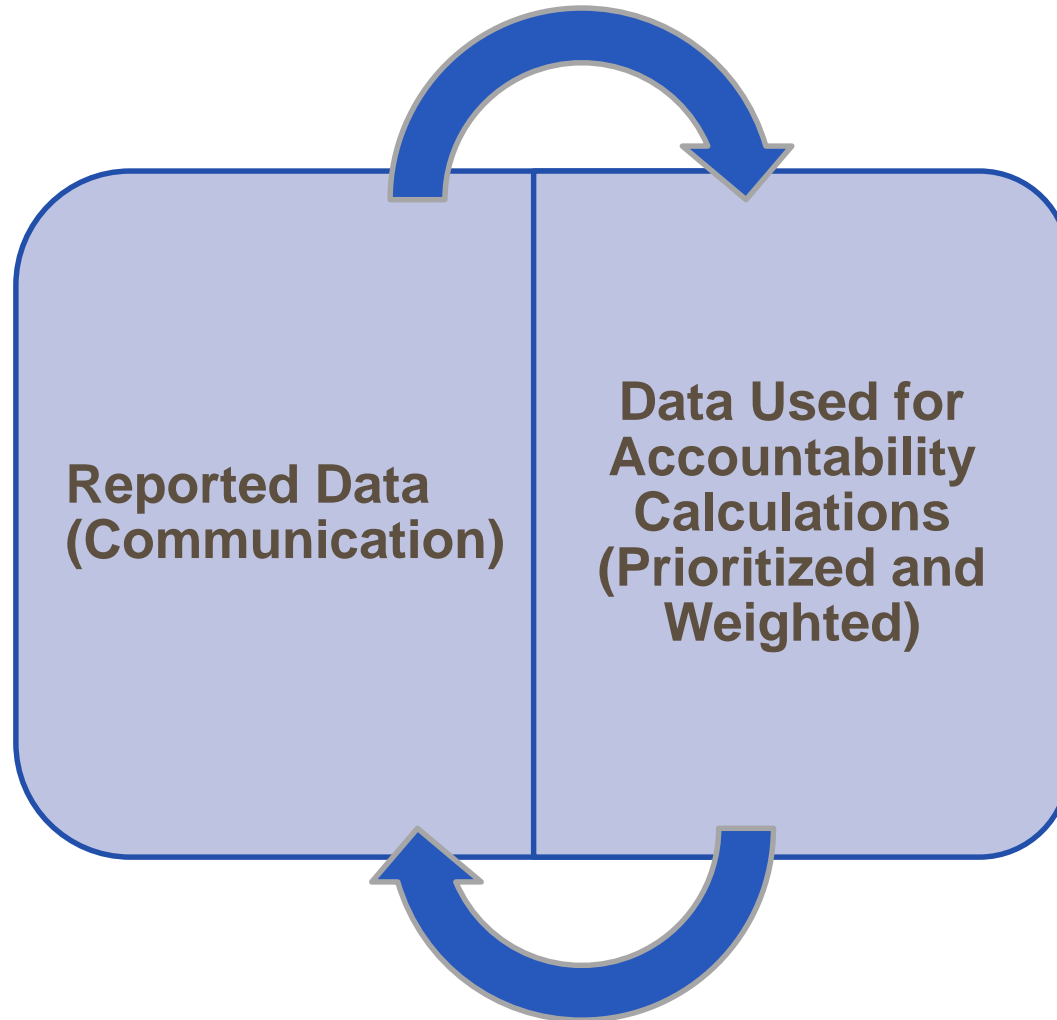 Reported Data
(Communication)
Data Used for
Accountability
Calculations
(Prioritized and
Weighted)